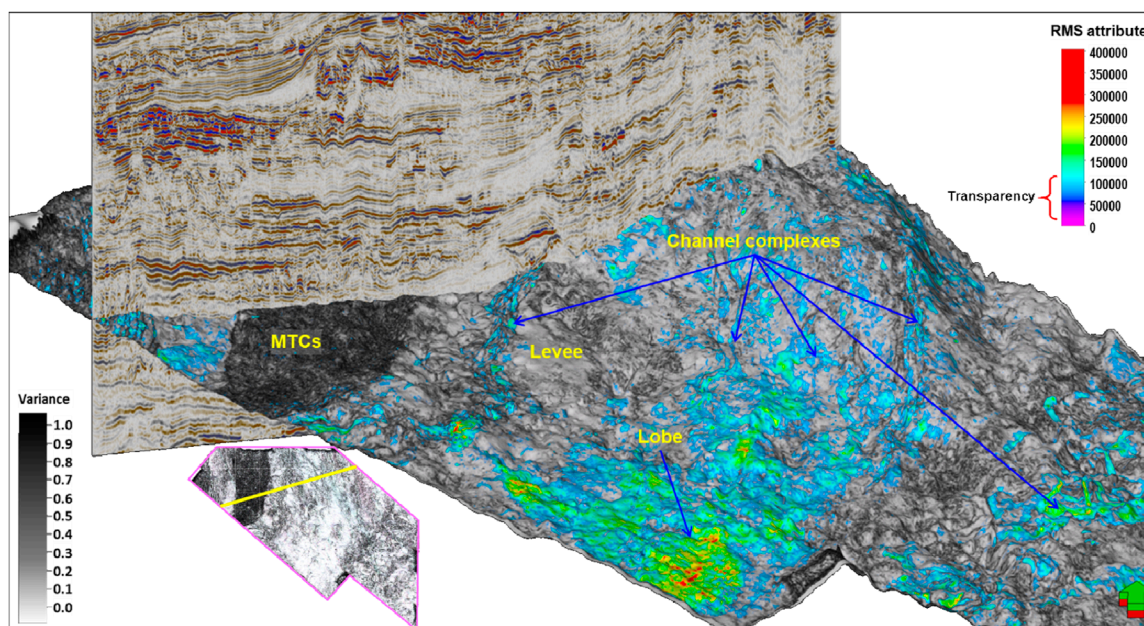 RMS attribute
400000
350000
300000
250000
200000
150000
100000
50000
0
Transparency
Channel complexes
MTCs
Levee
Lobe
Variance
1.0
0.9
0.8
0.7
0.6
0.5
0.4
0.3
0.2
0.1
0.0